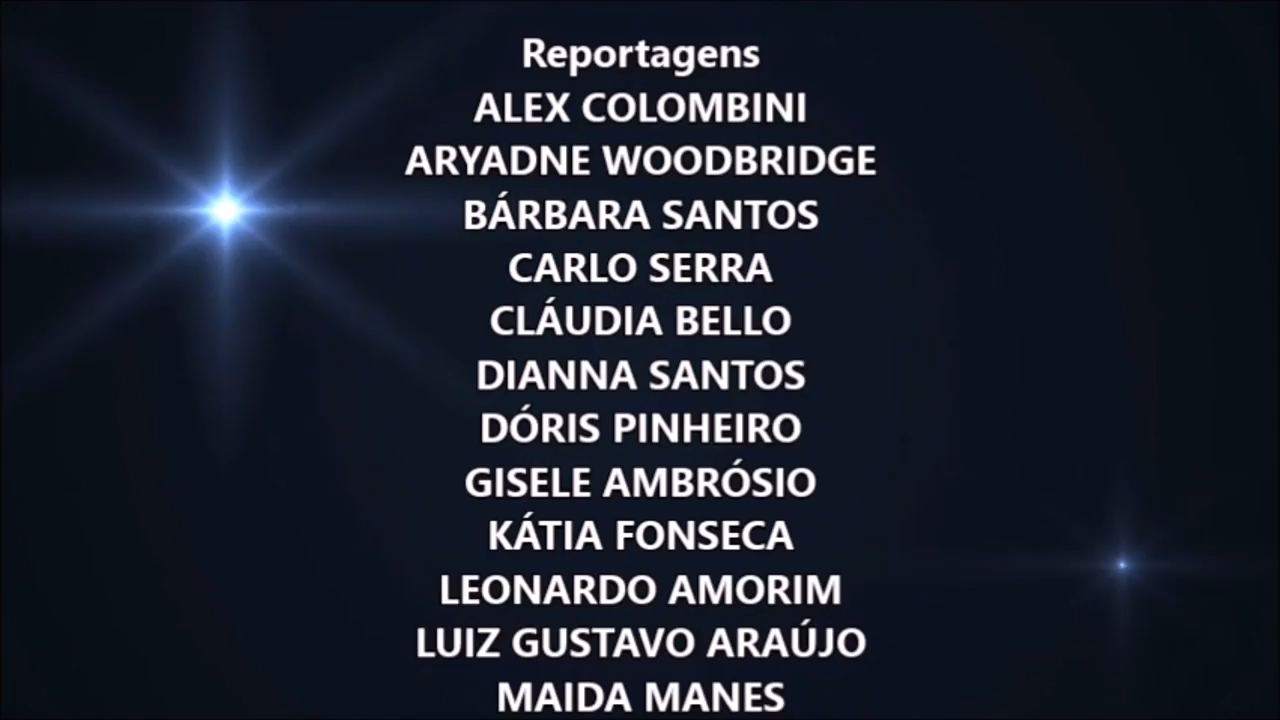 Reportagens
ALEX COLOMBINI
ARYADNE WOODBRIDGE
BÁRBARA SANTOS
CARLO SERRA
CLÁUDIA BELLO
DIANNA SANTOS
DÓRIS PINHEIRO
GISELE AMBRÓSIO
KÁTIA FONSECA
LEONARDO AMORIM
LUIZ GUSTAVO ARAÚJO
MAIDA MANES